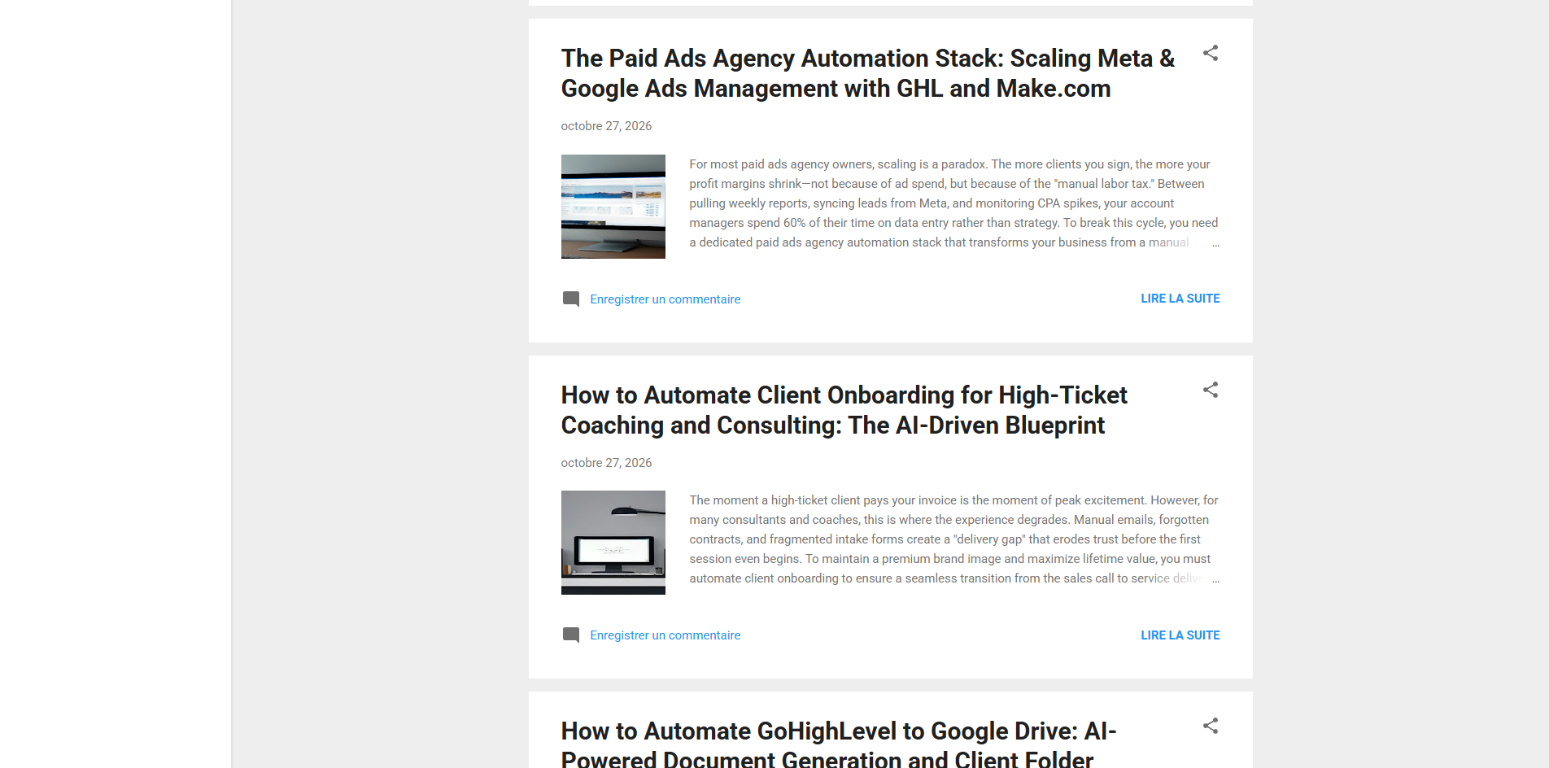 The Paid Ads Agency Automation Stack: Scaling Meta &
Google Ads Management with GHL and Make.com
octobre 27, 2026
For most paid ads agency owners, scaling is a paradox. The more clients you sign, the more your
profit margins shrink—not because of ad spend, but because of the "manual labor tax." Between
pulling weekly reports, syncing leads from Meta, and monitoring CPA spikes, your account
managers spend 60% of their time on data entry rather than strategy. To break this cycle, you need
a dedicated paid ads agency automation stack that transforms your business from a manual ...
Enregistrer un commentaire
LIRE LA SUITE
How to Automate Client Onboarding for High-Ticket
Coaching and Consulting: The AI-Driven Blueprint
octobre 27, 2026
The moment a high-ticket client pays your invoice is the moment of peak excitement. However, for
many consultants and coaches, this is where the experience degrades. Manual emails, forgotten
contracts, and fragmented intake forms create a "delivery gap" that erodes trust before the first
session even begins. To maintain a premium brand image and maximize lifetime value, you must
automate client onboarding to ensure a seamless transition from the sales call to service delive ...
Enregistrer un commentaire
LIRE LA SUITE
How to Automate GoHighLevel to Google Drive: AI-
Powered Document Generation and Client Folder